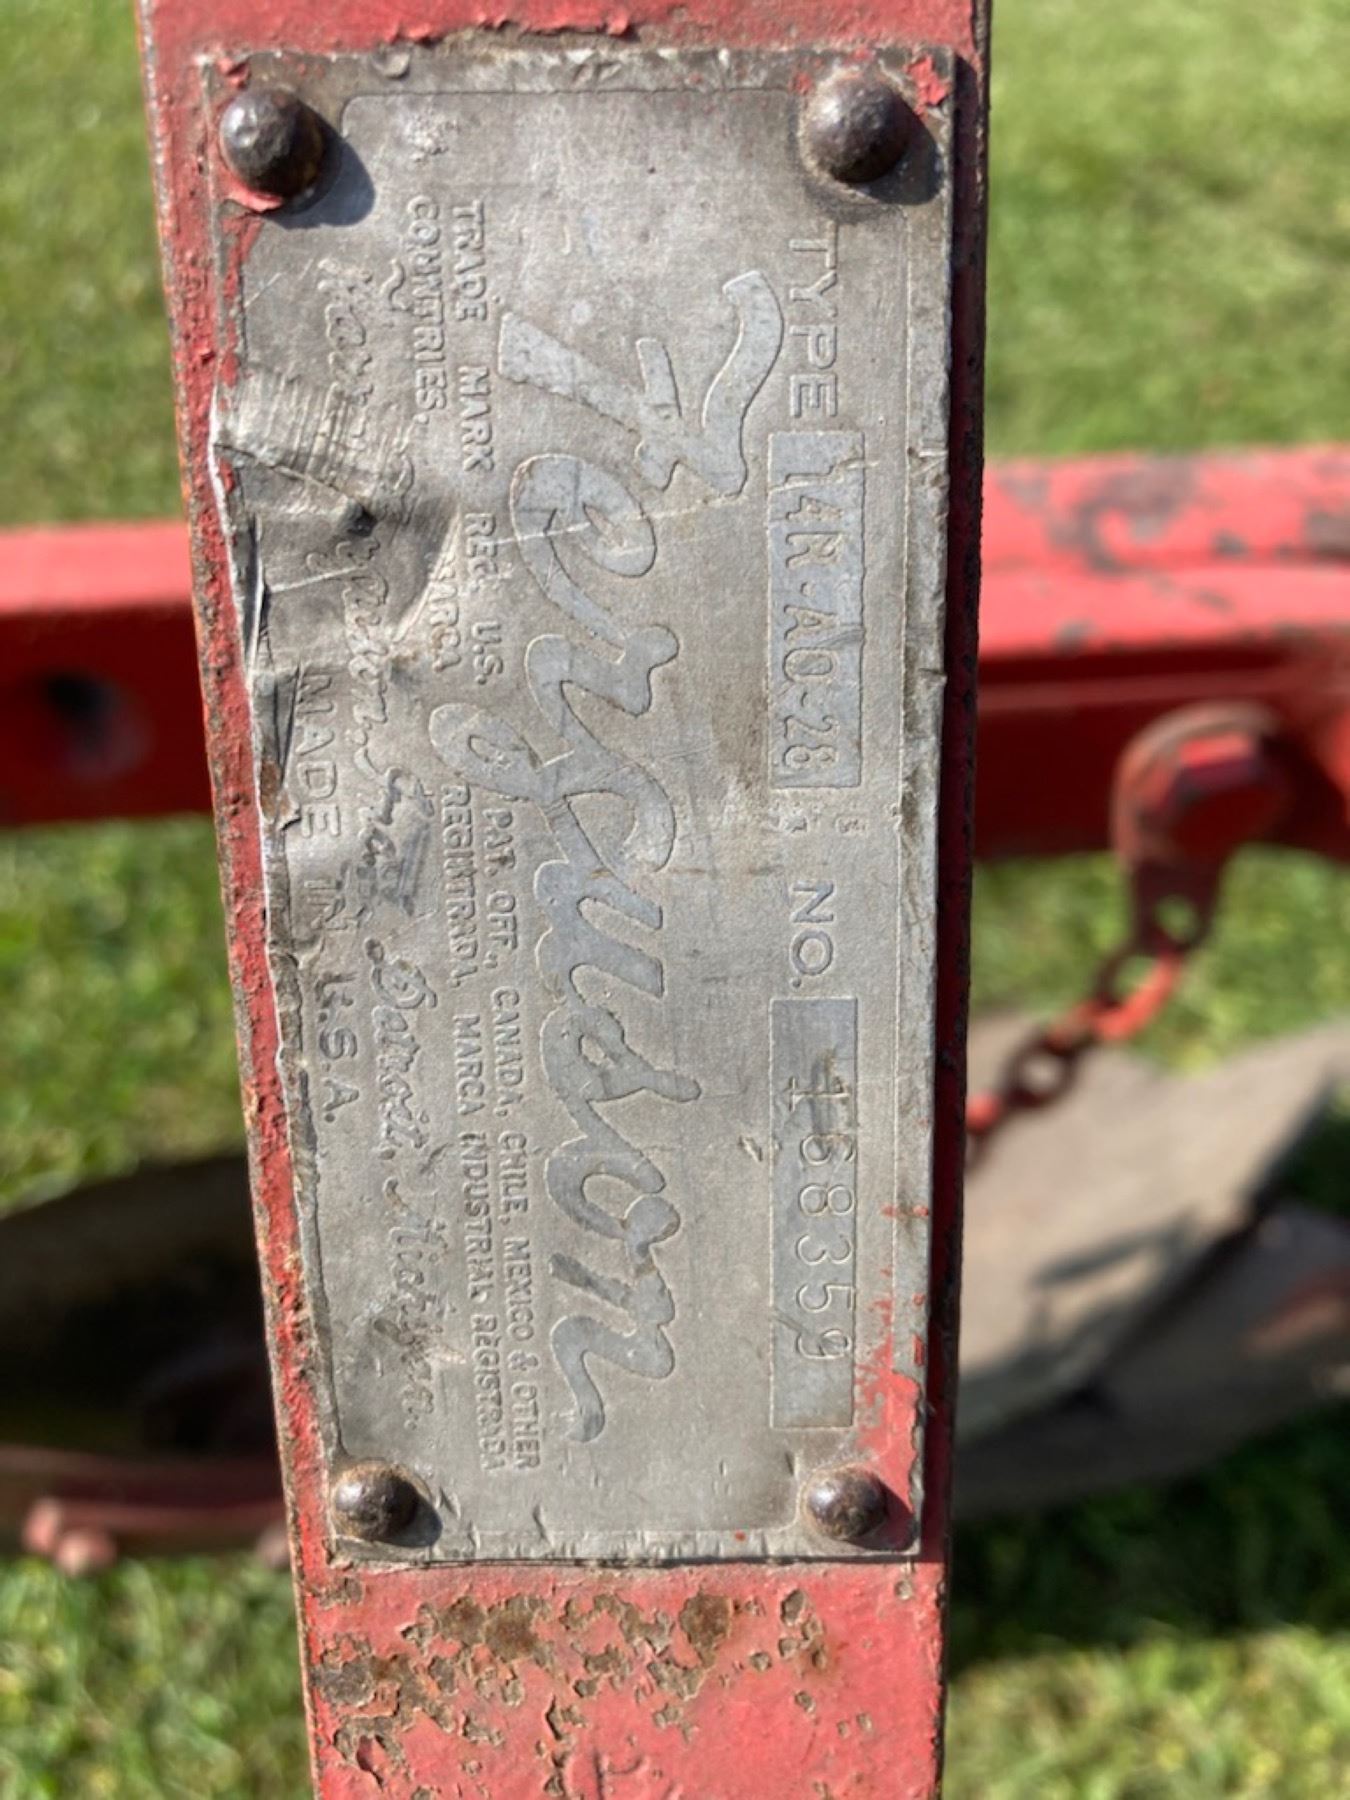 TYPE 14N-AO-28 NO. 168359
Ferguson
TRADE MARK REG. U.S. PAT. OFF., CANADA, CHILE, MEXICO & OTHER
COUNTRIES. MARCA REGISTRADA, MARCA INDUSTRIAL REGISTRADA
Harry Ferguson, Inc. Detroit, Michigan.
MADE IN U.S.A.